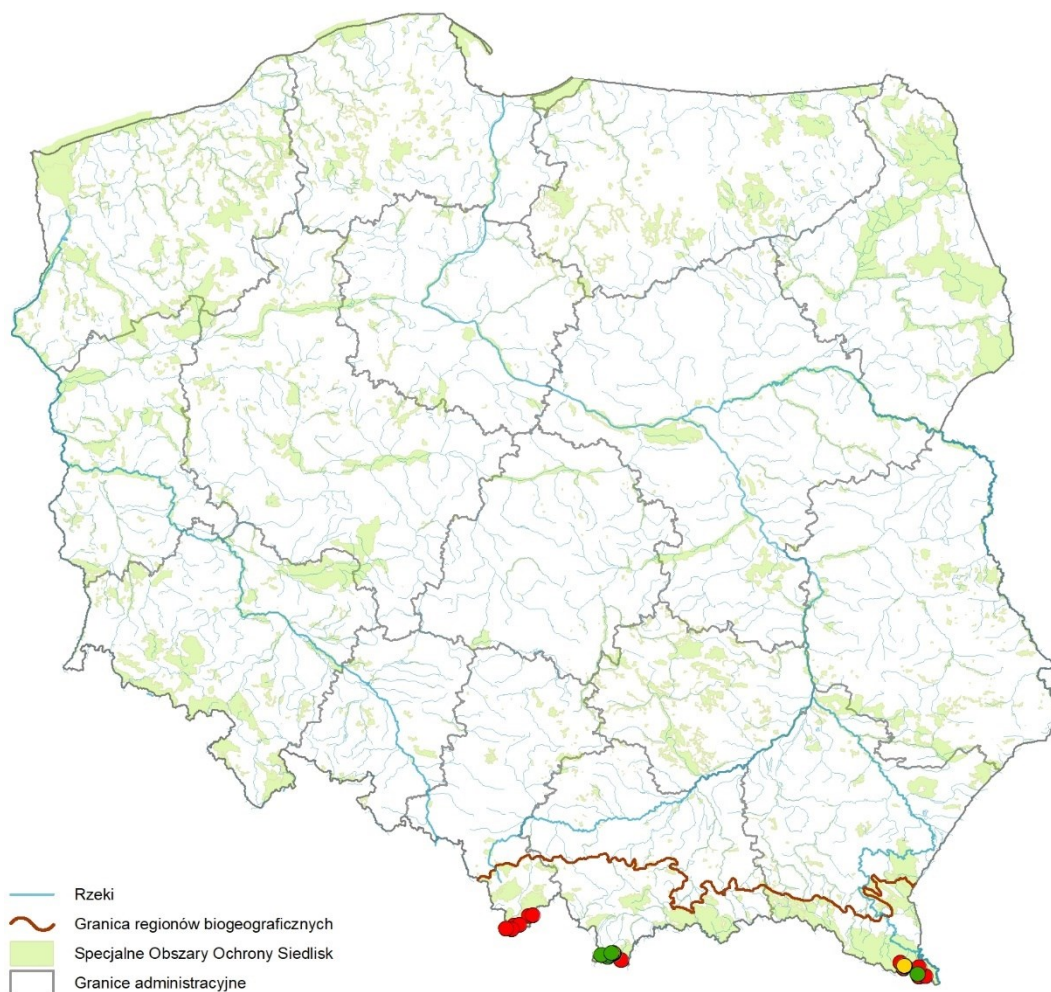 Rzeki
Granica regionów biogeograficznych
Specjalne Obszary Ochrony Siedlisk
Granice administracyjne